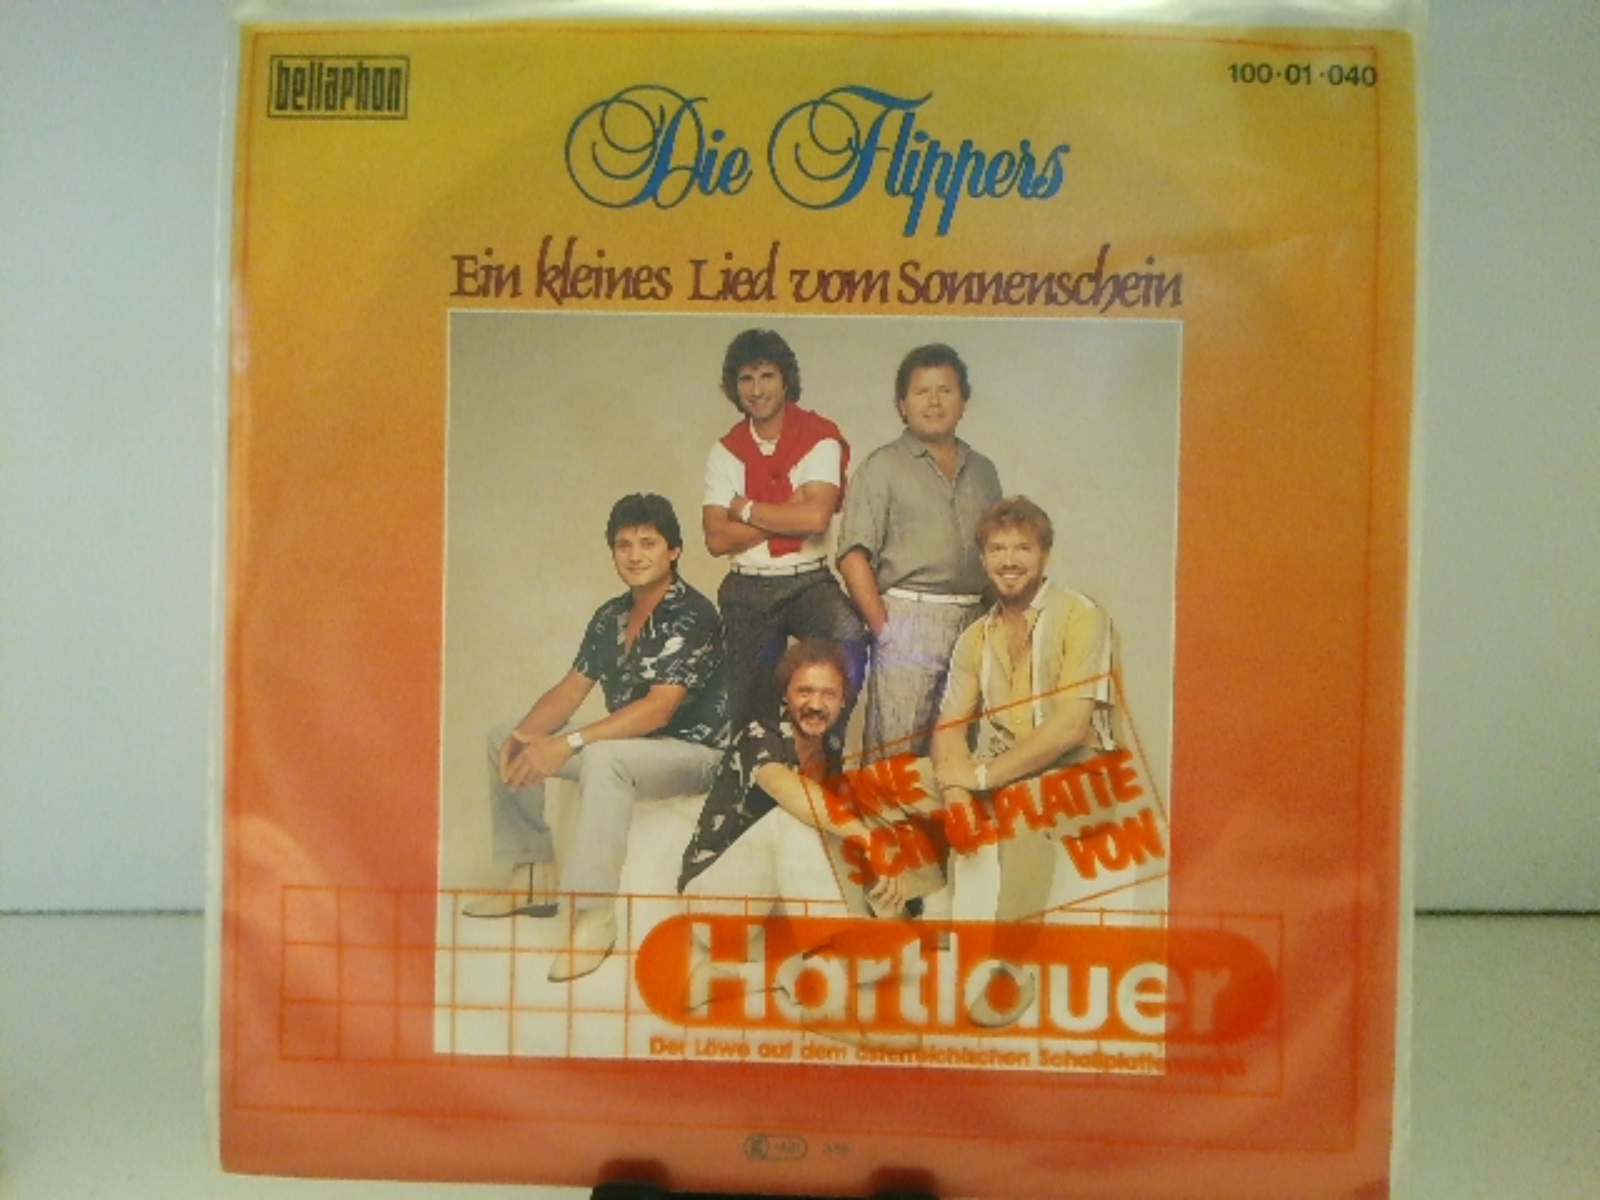 bellaphon
100·01·040
Die Flippers
Ein kleines Lied vom Sonnenschein
EINE
SCHALLPLATTE
VON
Hartlauer
Der Löwe auf dem österreichischen